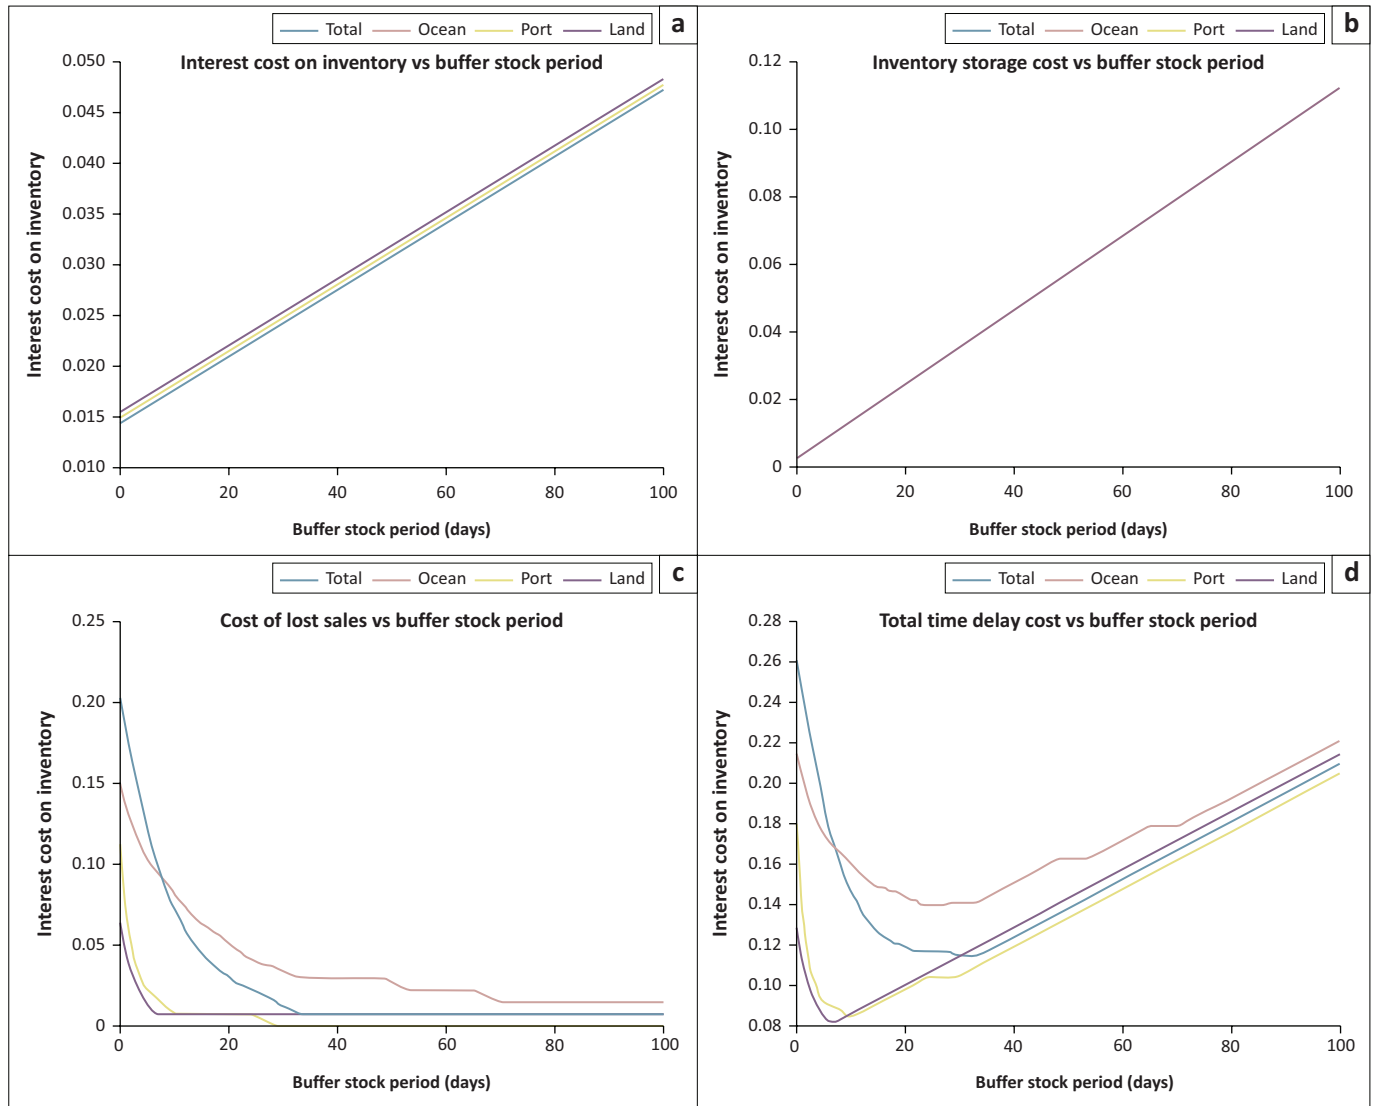 Total Ocean Port Land
a
Interest cost on inventory vs buffer stock period
0.050
0.045
0.040
0.035
0.030
0.025
0.020
0.015
0.010
Interest cost on inventory
0 20 40 60 80 100
Buffer stock period (days)
Total Ocean Port Land
b
Inventory storage cost vs buffer stock period
0.12
0.10
0.08
0.06
0.04
0.02
0
Interest cost on inventory
0 20 40 60 80 100
Buffer stock period (days)
Total Ocean Port Land
c
Cost of lost sales vs buffer stock period
0.25
0.20
0.15
0.10
0.05
0
Interest cost on inventory
0 20 40 60 80 100
Buffer stock period (days)
Total Ocean Port Land
d
Total time delay cost vs buffer stock period
0.28
0.26
0.24
0.22
0.20
0.18
0.16
0.14
0.12
0.10
0.08
Interest cost on inventory
0 20 40 60 80 100
Buffer stock period (days)